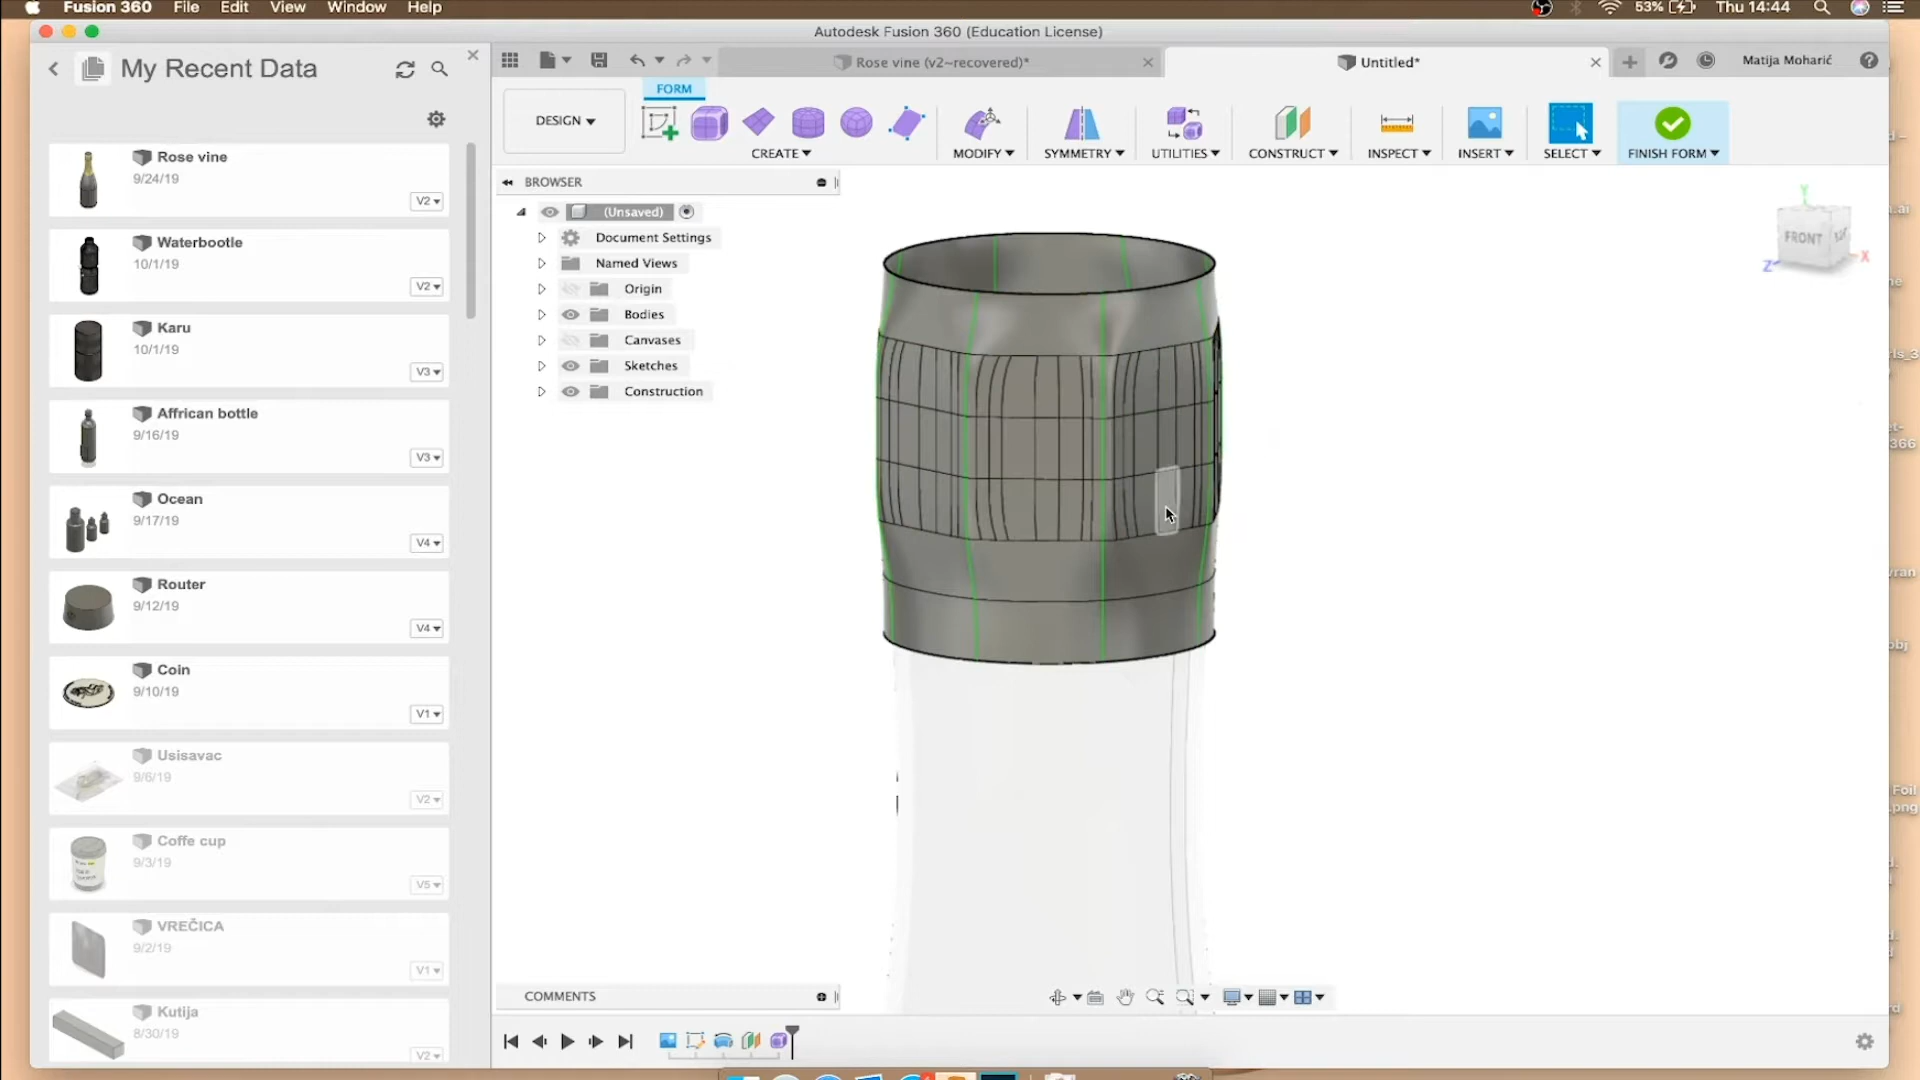 Fusion 360 File Edit View Window Help 53% Thu 14:44
Autodesk Fusion 360 (Education License)
My Recent Data
Rose vine (v2~recovered)*
Untitled*
Matija Moharić
FORM
DESIGN
CREATE
MODIFY
SYMMETRY
UTILITIES
CONSTRUCT
INSPECT
INSERT
SELECT
FINISH FORM
BROWSER
(Unsaved)
Document Settings
Named Views
Origin
Bodies
Canvases
Sketches
Construction
Rose vine
9/24/19
V2
Waterbootle
10/1/19
V2
Karu
10/1/19
V3
Affrican bottle
9/16/19
V3
Ocean
9/17/19
V4
Router
9/12/19
V4
Coin
9/10/19
V1
Usisavac
9/6/19
V2
Coffe cup
9/3/19
V5
VREČICA
9/2/19
V1
Kutija
8/30/19
V2
FRONT
Y
X
Z
COMMENTS
Foil
.png